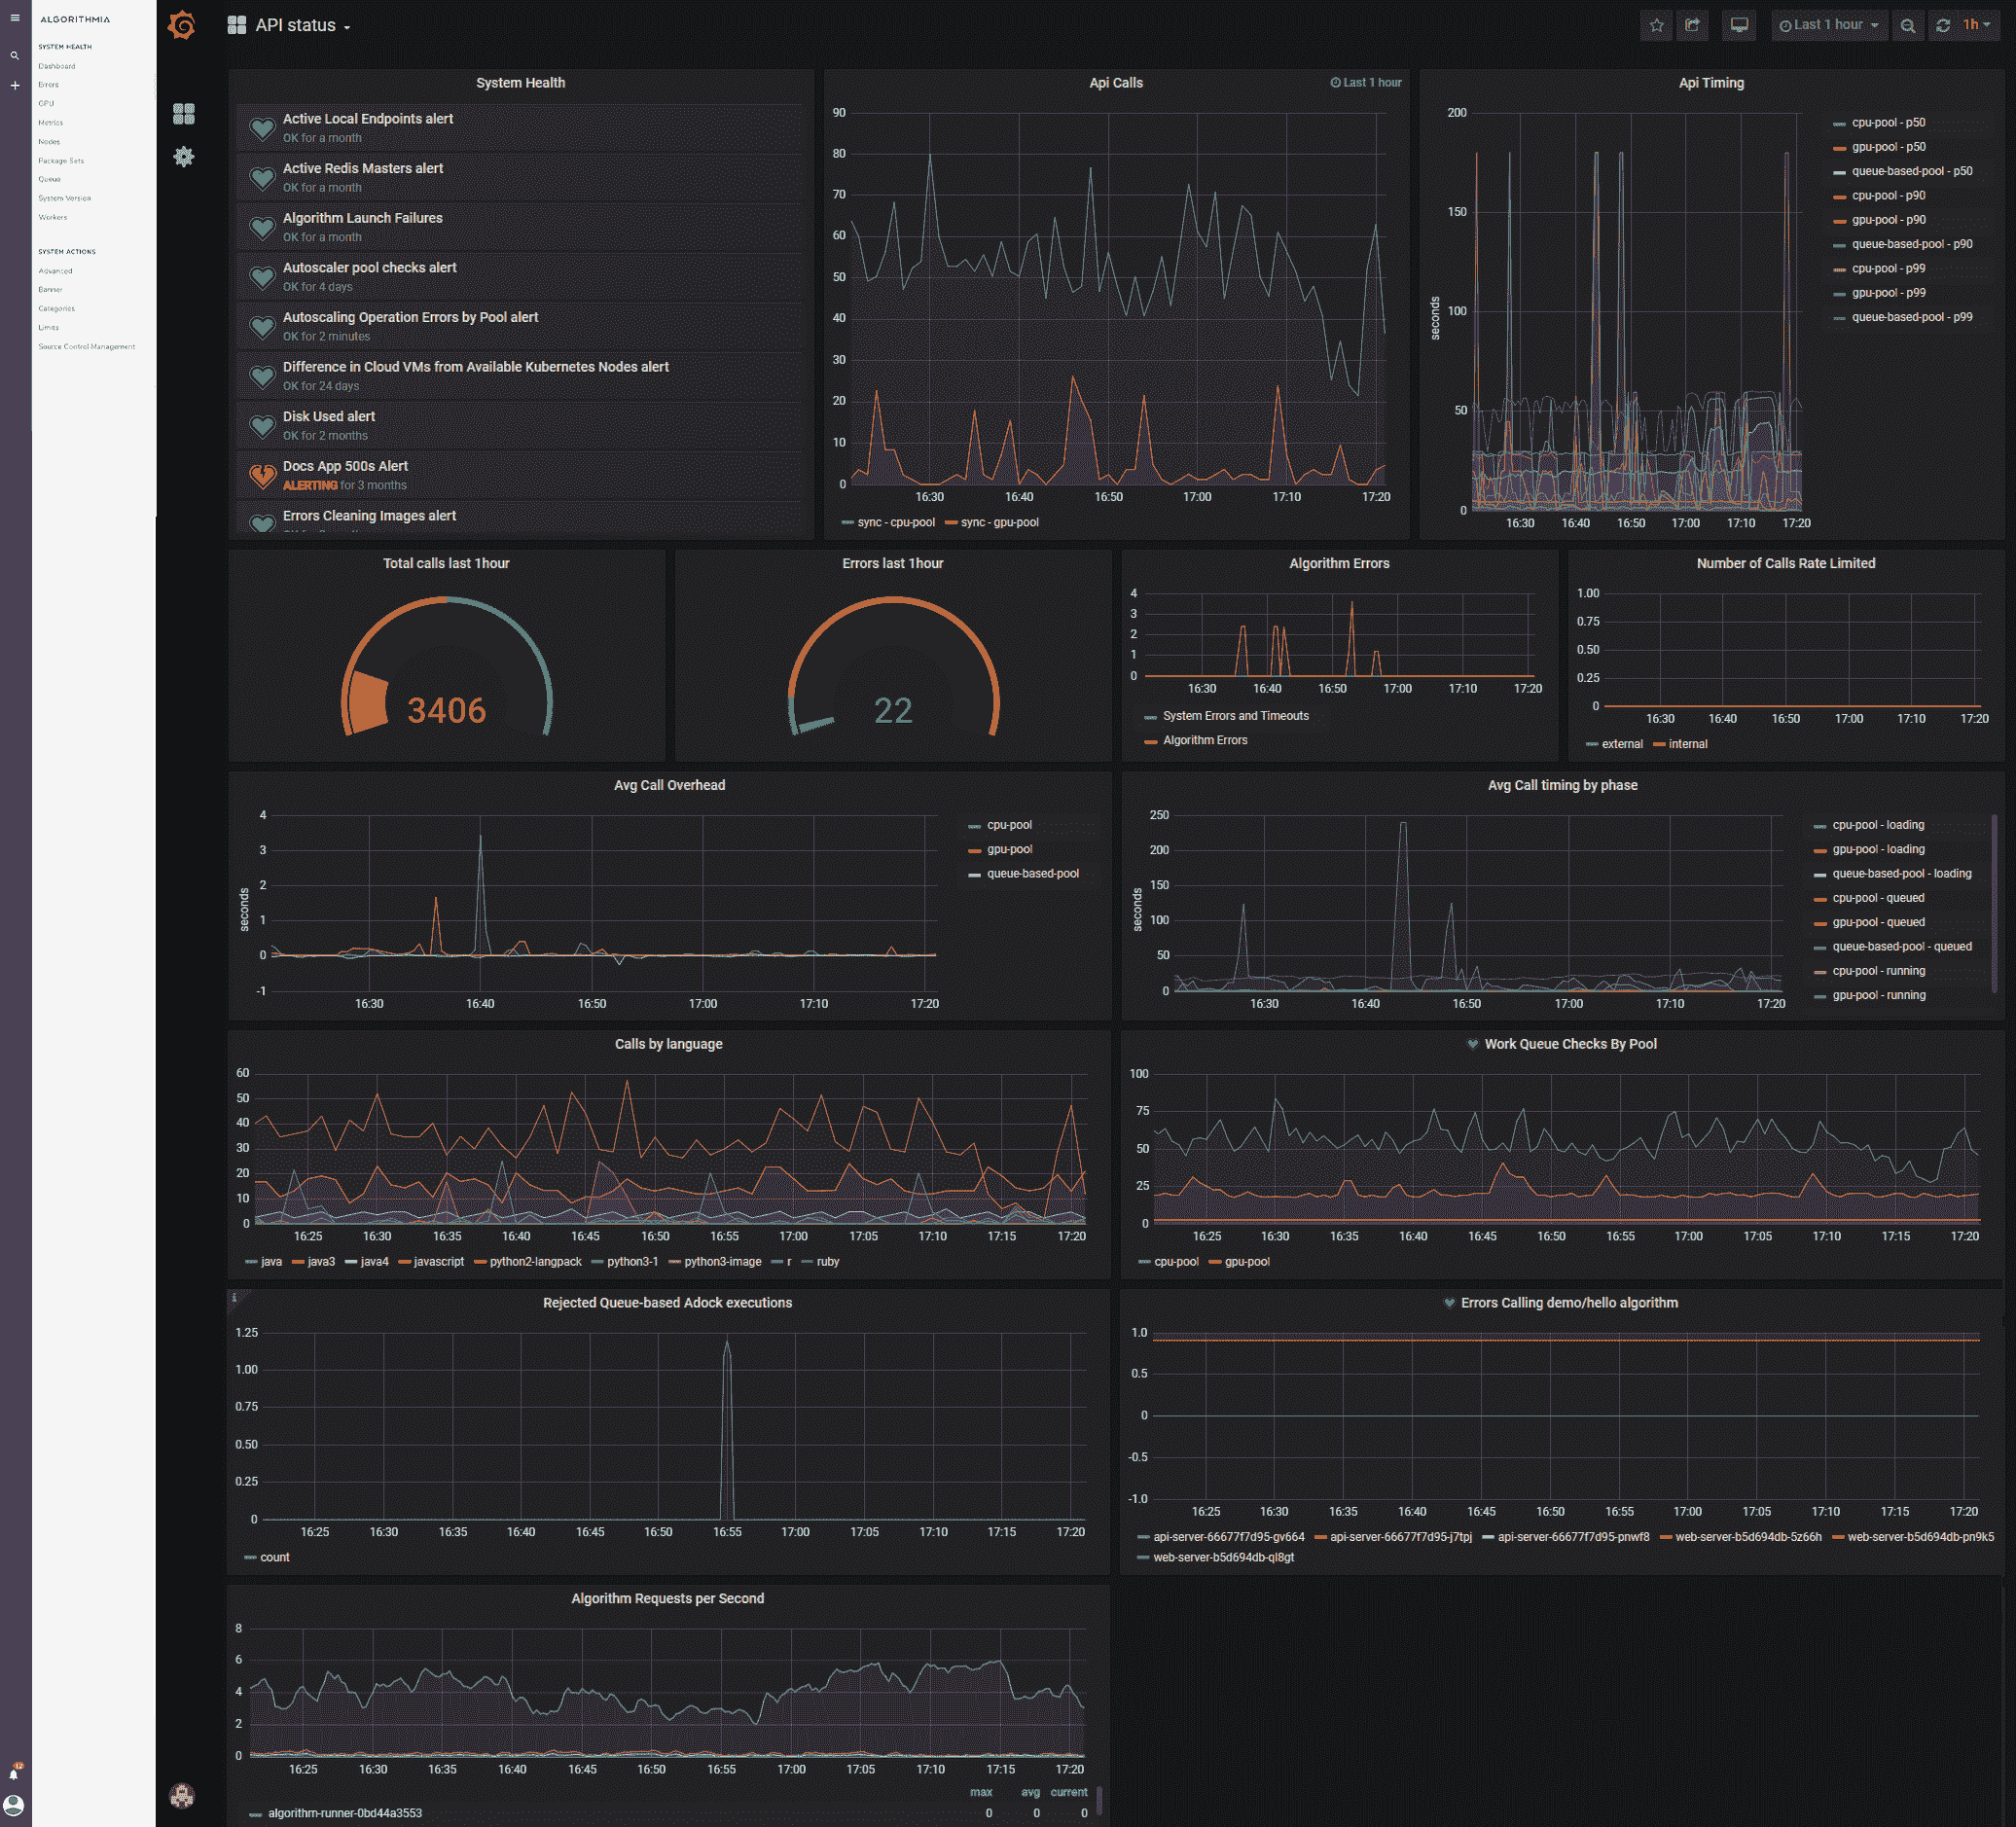 ALGORITHMIA
SYSTEM HEALTH
Dashboard
Errors
GPU
Metrics
Nodes
Package Sets
Queue
System Version
Workers
SYSTEM ACTIONS
Advanced
Banner
Categories
Limits
Source Control Management
12
API status
Last 1 hour
1h
System Health
Active Local Endpoints alert
OK for a month
Active Redis Masters alert
OK for a month
Algorithm Launch Failures
OK for a month
Autoscaler pool checks alert
OK for 4 days
Autoscaling Operation Errors by Pool alert
OK for 2 minutes
Difference in Cloud VMs from Available Kubernetes Nodes alert
OK for 24 days
Disk Used alert
OK for 2 months
Docs App 500s Alert
ALERTING for 3 months
Errors Cleaning Images alert
Api Calls
Last 1 hour
90
80
70
60
50
40
30
20
10
0
16:30 16:40 16:50 17:00 17:10 17:20
sync - cpu-pool sync - gpu-pool
Api Timing
200
150
100
50
0
seconds
16:30 16:40 16:50 17:00 17:10 17:20
cpu-pool - p50
gpu-pool - p50
queue-based-pool - p50
cpu-pool - p90
gpu-pool - p90
queue-based-pool - p90
cpu-pool - p99
gpu-pool - p99
queue-based-pool - p99
Total calls last 1hour
3406
Errors last 1hour
22
Algorithm Errors
4
3
2
1
0
16:30 16:40 16:50 17:00 17:10 17:20
System Errors and Timeouts
Algorithm Errors
Number of Calls Rate Limited
1.00
0.75
0.50
0.25
0
16:30 16:40 16:50 17:00 17:10 17:20
external internal
Avg Call Overhead
4
3
2
1
0
-1
seconds
16:30 16:40 16:50 17:00 17:10 17:20
cpu-pool
gpu-pool
queue-based-pool
Avg Call timing by phase
250
200
150
100
50
0
seconds
16:30 16:40 16:50 17:00 17:10 17:20
cpu-pool - loading
gpu-pool - loading
queue-based-pool - loading
cpu-pool - queued
gpu-pool - queued
queue-based-pool - queued
cpu-pool - running
gpu-pool - running
Calls by language
60
50
40
30
20
10
0
16:25 16:30 16:35 16:40 16:45 16:50 16:55 17:00 17:05 17:10 17:15 17:20
java java3 java4 javascript python2-langpack python3-1 python3-image r ruby
Work Queue Checks By Pool
100
75
50
25
0
16:25 16:30 16:35 16:40 16:45 16:50 16:55 17:00 17:05 17:10 17:15 17:20
cpu-pool gpu-pool
i
Rejected Queue-based Adock executions
1.25
1.00
0.75
0.50
0.25
0
16:25 16:30 16:35 16:40 16:45 16:50 16:55 17:00 17:05 17:10 17:15 17:20
count
Errors Calling demo/hello algorithm
1.0
0.5
0
-0.5
-1.0
16:25 16:30 16:35 16:40 16:45 16:50 16:55 17:00 17:05 17:10 17:15 17:20
api-server-66677f7d95-gv664 api-server-66677f7d95-j7tpj api-server-66677f7d95-pnwf8 web-server-b5d694db-5z66h web-server-b5d694db-pn9k5
web-server-b5d694db-ql8gt
Algorithm Requests per Second
8
6
4
2
0
16:25 16:30 16:35 16:40 16:45 16:50 16:55 17:00 17:05 17:10 17:15 17:20
max avg current
algorithm-runner-0bd44a3553 0 0 0